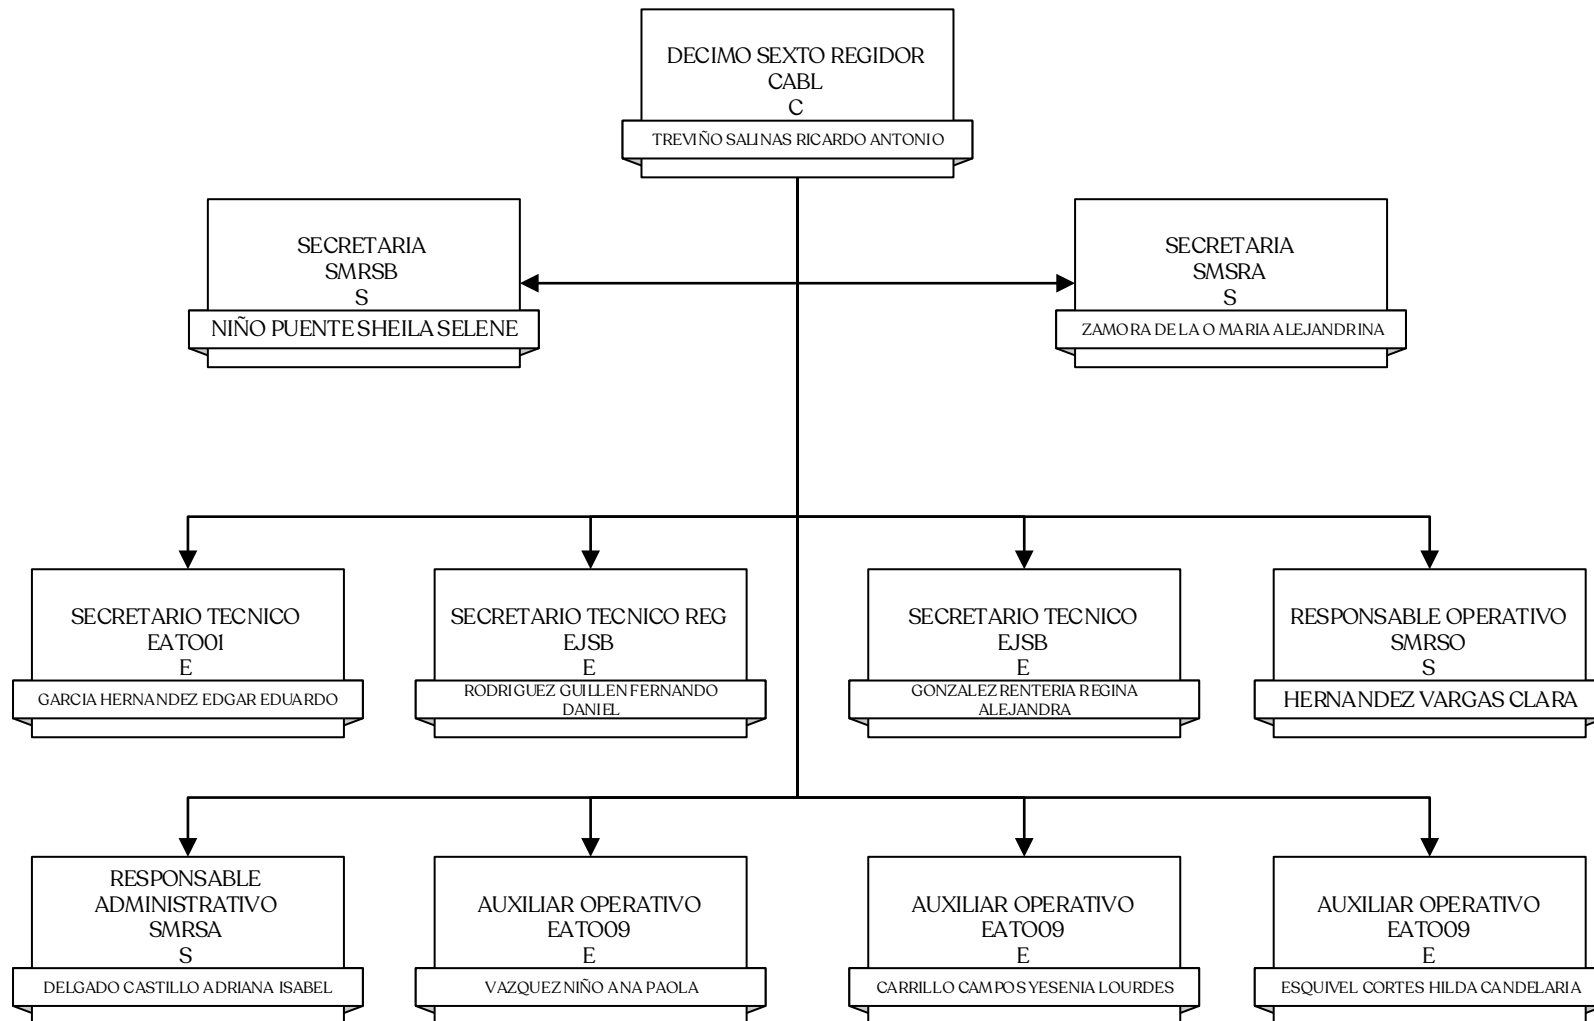 DECIMO SEXTO REGIDOR
CABL
C
TREVIÑO SALINAS RICARDO ANTONIO
SECRETARIA
SMRSB
S
NIÑO PUENTE SHEILA SELENE
SECRETARIA
SMSRA
S
ZAMORA DE LA O MARIA ALEJANDRINA
SECRETARIO TECNICO
EATO01
E
GARCIA HERNANDEZ EDGAR EDUARDO
SECRETARIO TECNICO REG
EJSB
E
RODRIGUEZ GUILLEN FERNANDO
DANIEL
SECRETARIO TECNICO
EJSB
E
GONZALEZ RENTERIA REGINA
ALEJANDRA
RESPONSABLE OPERATIVO
SMRSO
S
HERNANDEZ VARGAS CLARA
RESPONSABLE
ADMINISTRATIVO
SMRSA
S
DELGADO CASTILLO ADRIANA ISABEL
AUXILIAR OPERATIVO
EATO09
E
VAZQUEZ NIÑO ANA PAOLA
AUXILIAR OPERATIVO
EATO09
E
CARRILLO CAMPOS YESENIA LOURDES
AUXILIAR OPERATIVO
EATO09
E
ESQUIVEL CORTES HILDA CANDELARIA